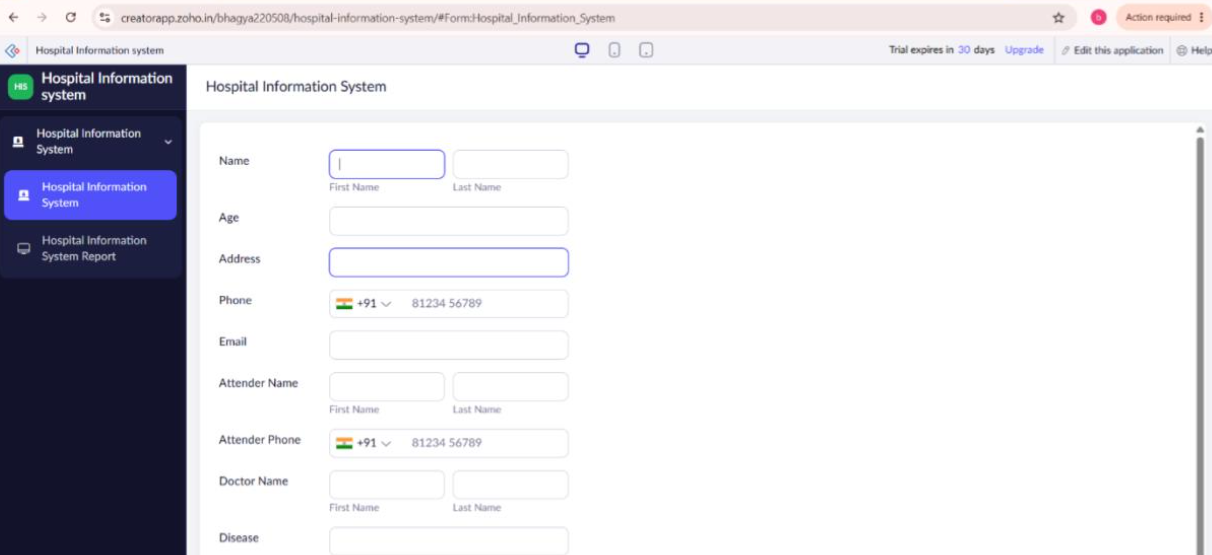 creatorapp.zoho.in/bhagya220508/hospital-information-system/#Form:Hospital_Information_System
b
Action required
Hospital Information system
Trial expires in 30 days Upgrade
Edit this application
Help
HIS
Hospital Information
system
Hospital Information System
Hospital Information
System
Hospital Information
System
Hospital Information
System Report
Name
First Name Last Name
Age
Address
Phone +91 81234 56789
Email
Attender Name
First Name Last Name
Attender Phone +91 81234 56789
Doctor Name
First Name Last Name
Disease